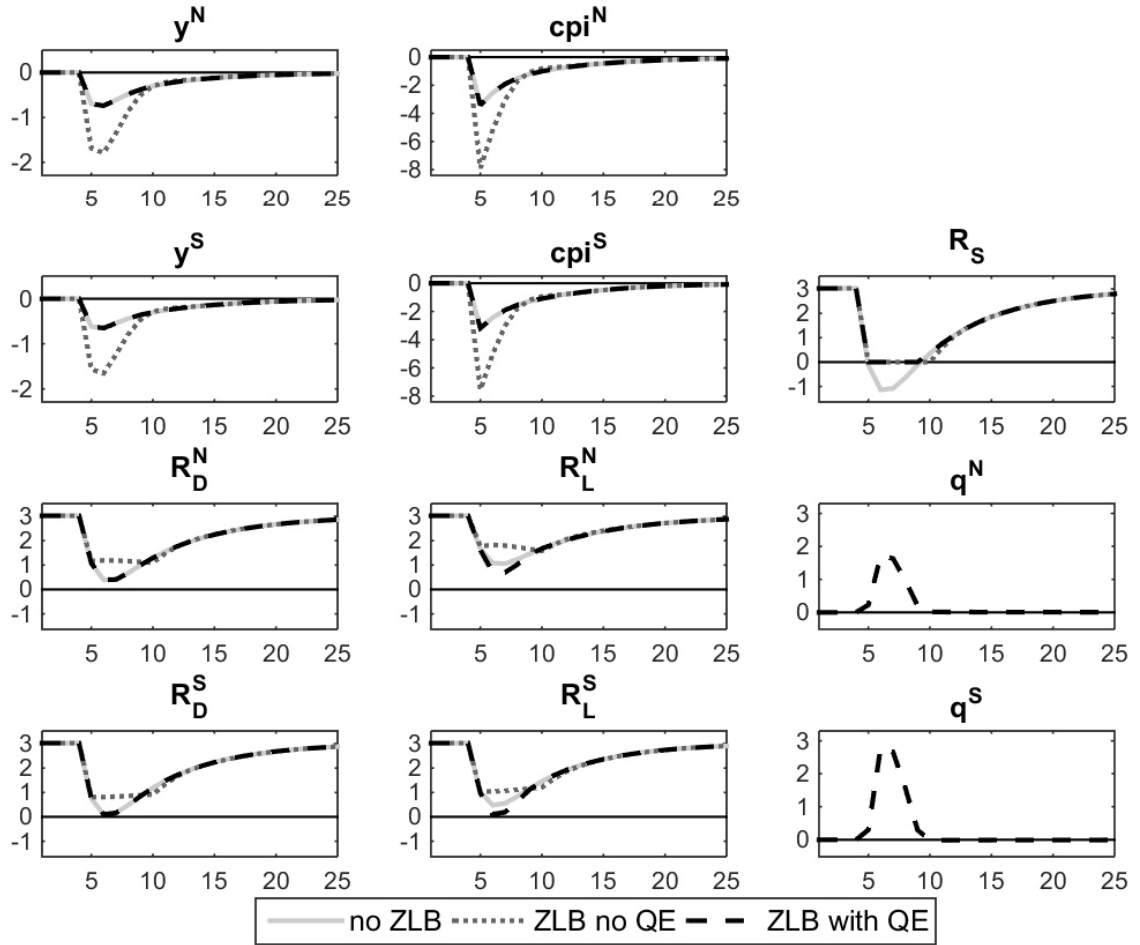 y^N cpi^N
0 0
-1 -2
-4
-2 -6
-8
5 10 15 20 25 5 10 15 20 25
y^S cpi^S R_S
0 0 3
-2 2
-1 -4 1
-6 0
-2 -8 -1
5 10 15 20 25 5 10 15 20 25 5 10 15 20 25
R_D^N R_L^N q^N
3 3 3
2 2 2
1 1 1
0 0 0
-1 -1
5 10 15 20 25 5 10 15 20 25 5 10 15 20 25
R_D^S R_L^S q^S
3 3 3
2 2 2
1 1 1
0 0 0
-1 -1
5 10 15 20 25 5 10 15 20 25 5 10 15 20 25
no ZLB ZLB no QE ZLB with QE